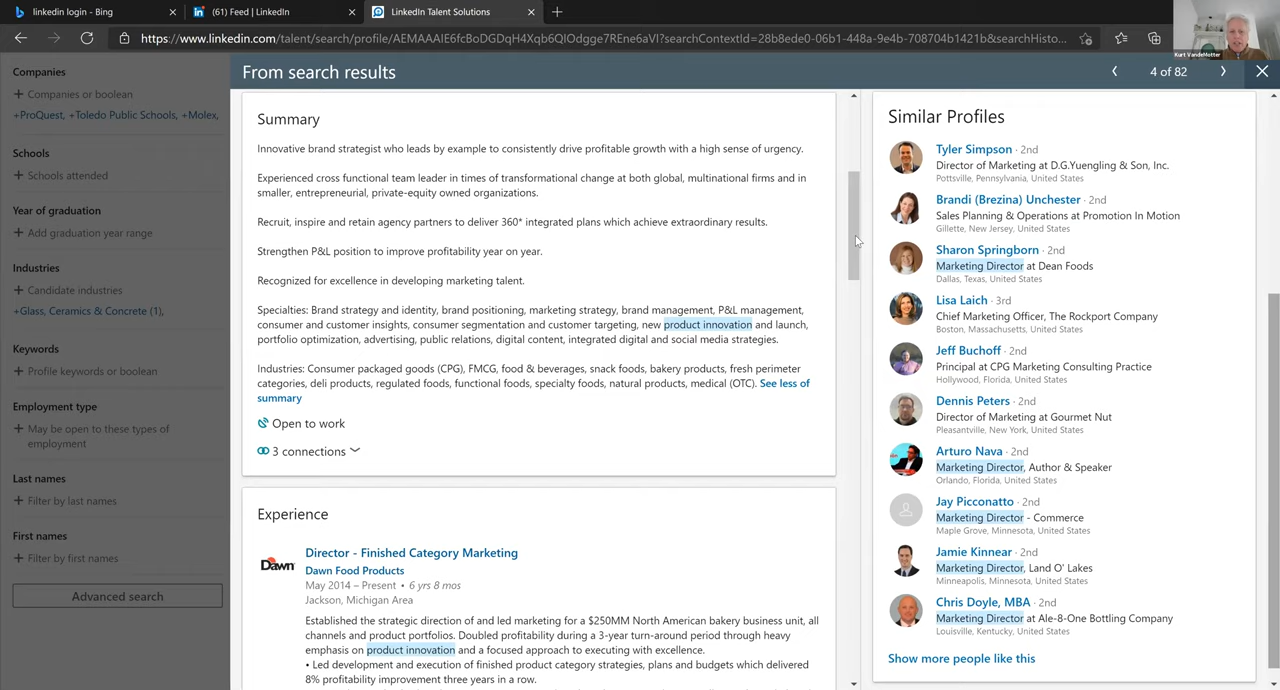 linkedin login - Bing
(61) Feed | LinkedIn
LinkedIn Talent Solutions
https://www.linkedin.com/talent/search/profile/AEMAAAIE6fcBoDGDqH4Xqb6QIOdgge7REne6aVI?searchContextId=28b8ede0-06b1-448a-9e4b-708704b1421b&searchHisto...
Kurt VandeMotter
Companies
+ Companies or boolean
+ProQuest, +Toledo Public Schools, +Molex,
Schools
+ Schools attended
Year of graduation
+ Add graduation year range
Industries
+ Candidate industries
+Glass, Ceramics & Concrete (1),
Keywords
+ Profile keywords or boolean
Employment type
+ May be open to these types of
employment
Last names
+ Filter by last names
First names
+ Filter by first names
Advanced search
From search results
4 of 82
Summary
Innovative brand strategist who leads by example to consistently drive profitable growth with a high sense of urgency.
Experienced cross functional team leader in times of transformational change at both global, multinational firms and in
smaller, entrepreneurial, private-equity owned organizations.
Recruit, inspire and retain agency partners to deliver 360* integrated plans which achieve extraordinary results.
Strengthen P&L position to improve profitability year on year.
Recognized for excellence in developing marketing talent.
Specialties: Brand strategy and identity, brand positioning, marketing strategy, brand management, P&L management,
consumer and customer insights, consumer segmentation and customer targeting, new product innovation and launch,
portfolio optimization, advertising, public relations, digital content, integrated digital and social media strategies.
Industries: Consumer packaged goods (CPG), FMCG, food & beverages, snack foods, bakery products, fresh perimeter
categories, deli products, regulated foods, functional foods, specialty foods, natural products, medical (OTC). See less of
summary
Open to work
3 connections
Experience
Dawn
Director - Finished Category Marketing
Dawn Food Products
May 2014 – Present • 6 yrs 8 mos
Jackson, Michigan Area
Established the strategic direction of and led marketing for a $250MM North American bakery business unit, all
channels and product portfolios. Doubled profitability during a 3-year turn-around period through heavy
emphasis on product innovation and a focused approach to executing with excellence.
• Led development and execution of finished product category strategies, plans and budgets which delivered
8% profitability improvement three years in a row.
Similar Profiles
Tyler Simpson · 2nd
Director of Marketing at D.G.Yuengling & Son, Inc.
Pottsville, Pennsylvania, United States
Brandi (Brezina) Unchester · 2nd
Sales Planning & Operations at Promotion In Motion
Gillette, New Jersey, United States
Sharon Springborn · 2nd
Marketing Director at Dean Foods
Dallas, Texas, United States
Lisa Laich · 3rd
Chief Marketing Officer, The Rockport Company
Boston, Massachusetts, United States
Jeff Buchoff · 2nd
Principal at CPG Marketing Consulting Practice
Hollywood, Florida, United States
Dennis Peters · 2nd
Director of Marketing at Gourmet Nut
Pleasantville, New York, United States
Arturo Nava · 2nd
Marketing Director, Author & Speaker
Orlando, Florida, United States
Jay Picconatto · 2nd
Marketing Director - Commerce
Maple Grove, Minnesota, United States
Jamie Kinnear · 2nd
Marketing Director, Land O' Lakes
Minneapolis, Minnesota, United States
Chris Doyle, MBA · 2nd
Marketing Director at Ale-8-One Bottling Company
Louisville, Kentucky, United States
Show more people like this